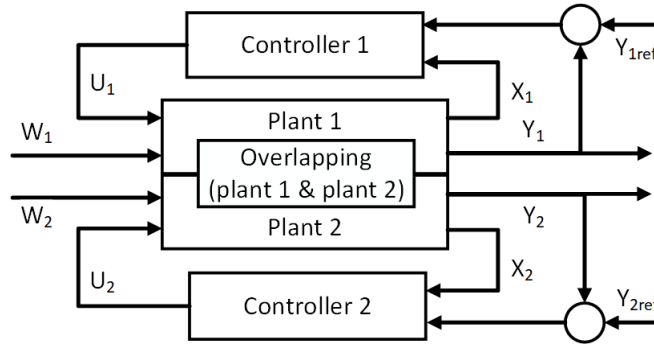 Controller 1
Y1ref
U1
X1
Plant 1
W1
Y1
Overlapping
(plant 1 & plant 2)
W2
Y2
Plant 2
U2
X2
Controller 2
Y2ref